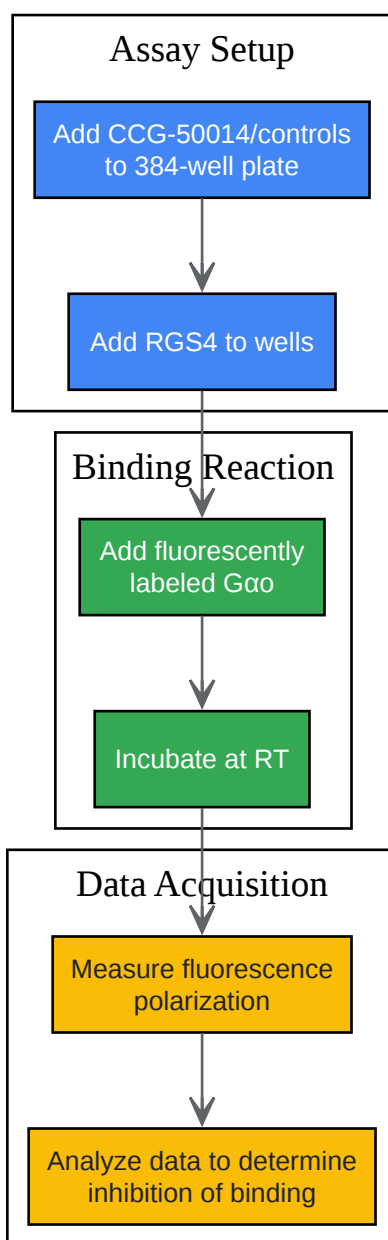 Assay Setup
Add CCG-50014/controls
to 384-well plate
Add RGS4 to wells
Binding Reaction
Add fluorescently
labeled Gαo
Incubate at RT
Data Acquisition
Measure fluorescence
polarization
Analyze data to determine
inhibition of binding